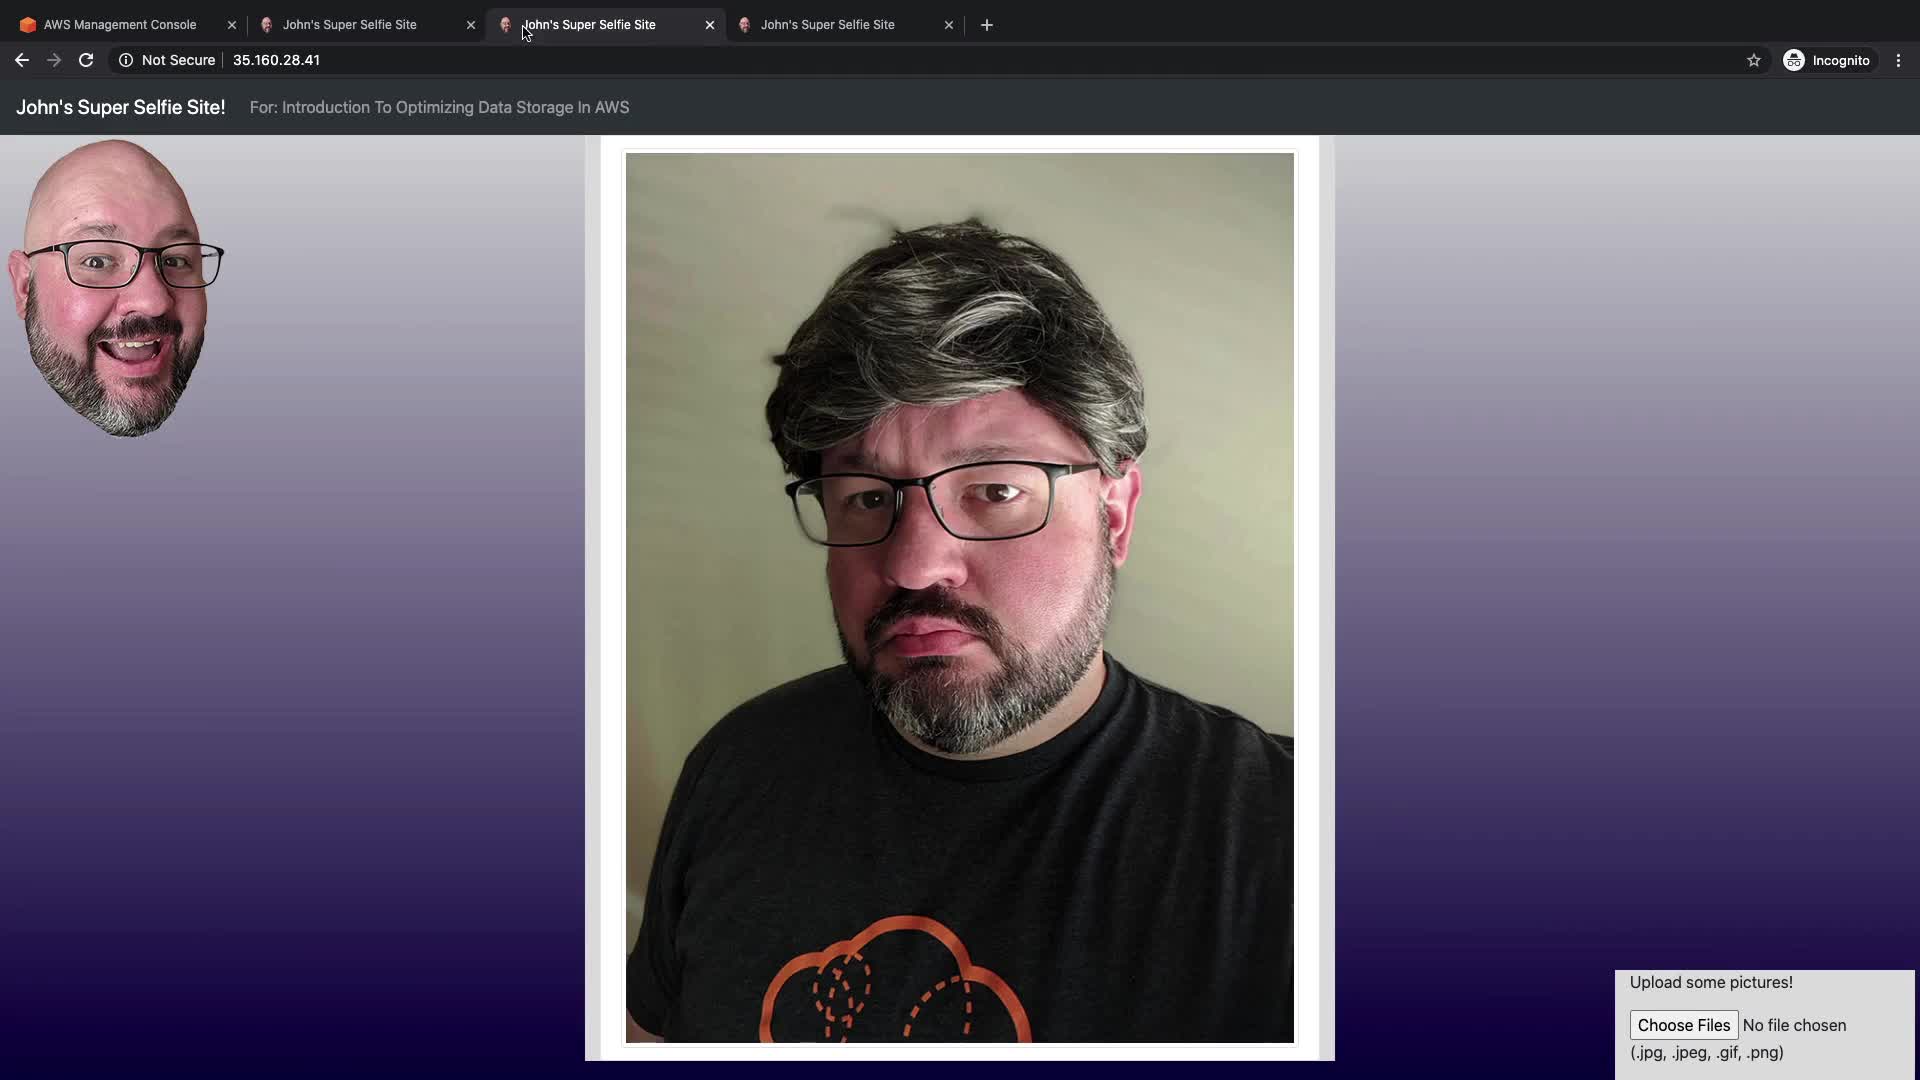 AWS Management Console
John's Super Selfie Site
John's Super Selfie Site
John's Super Selfie Site
Not Secure
35.160.28.41
Incognito
John's Super Selfie Site!
For: Introduction To Optimizing Data Storage In AWS
Upload some pictures!
Choose Files No file chosen
(.jpg, .jpeg, .gif, .png)